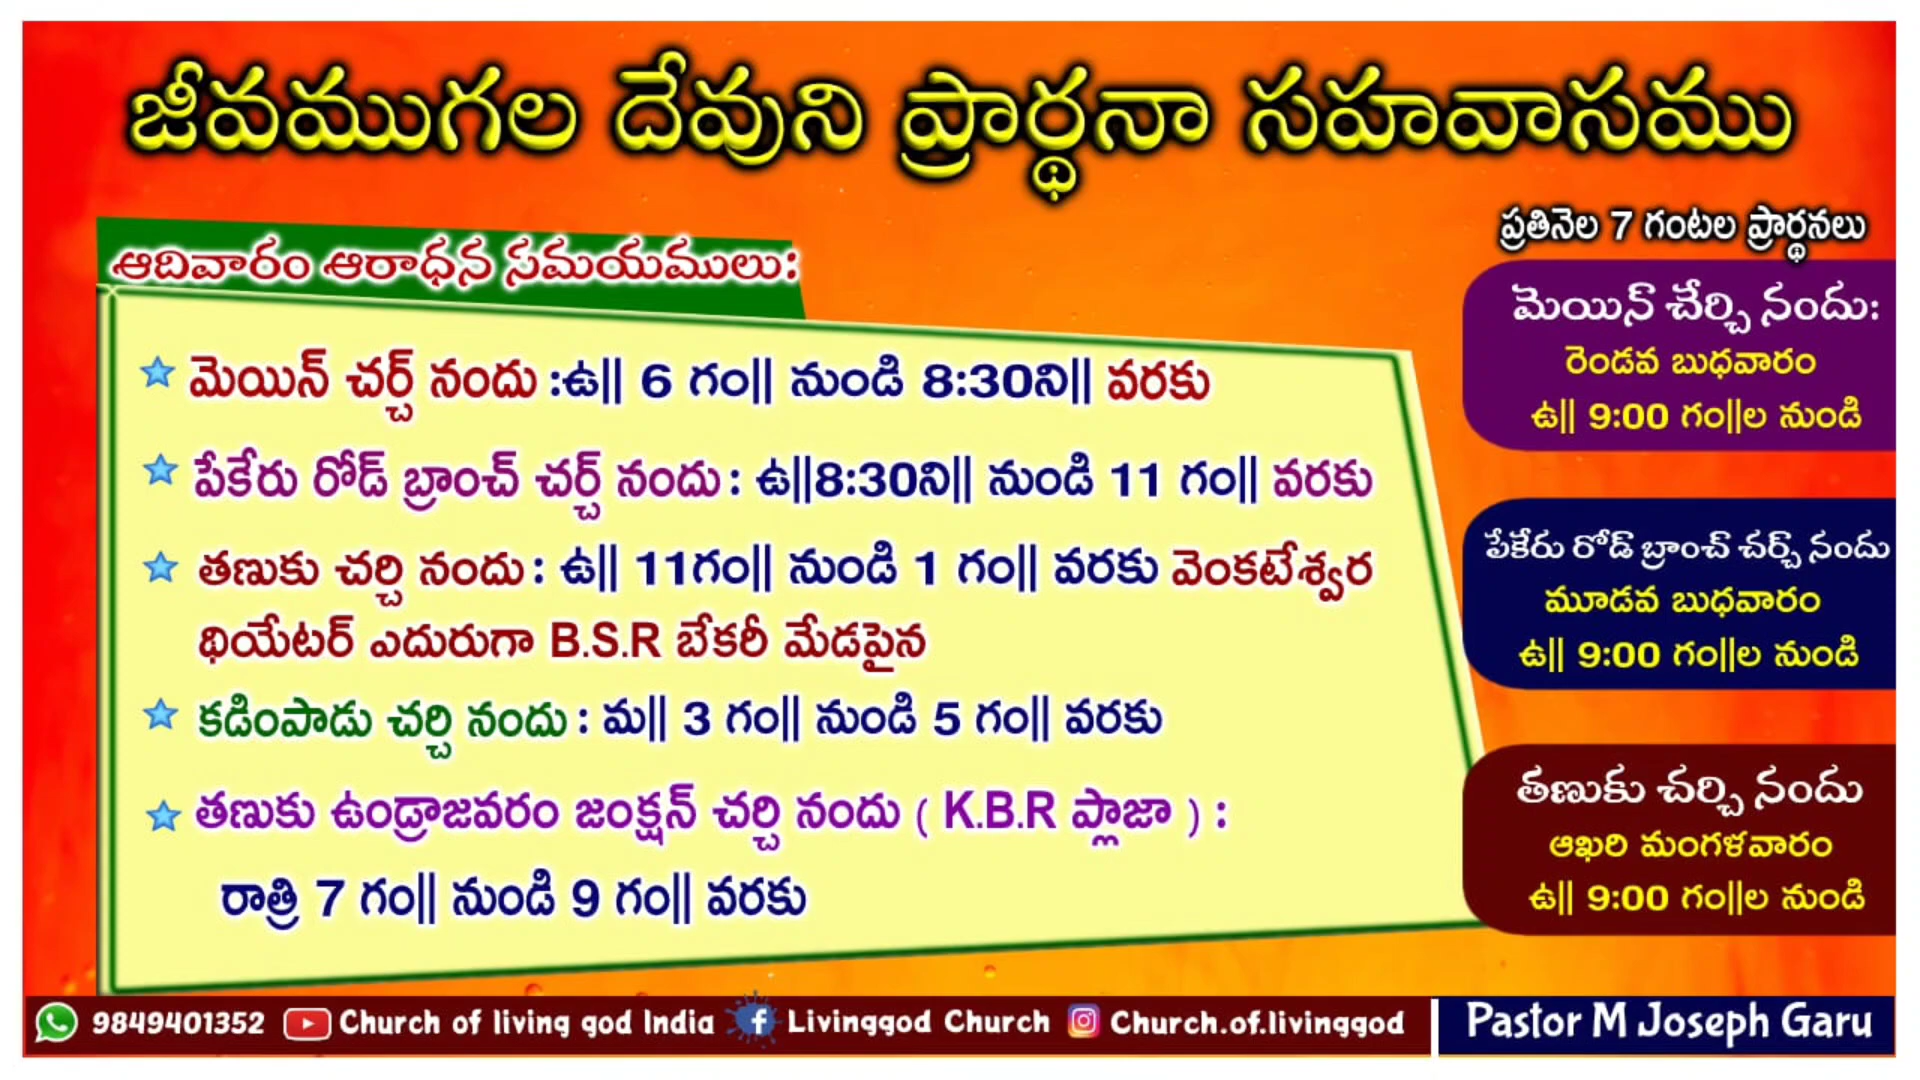 జీవముగల దేవుని ప్రార్థనా సహవాసము
ఆదివారం ఆరాధన సమయములు:
మెయిన్ చర్చ్ నందు :ఉ|| 6 గం|| నుండి 8:30ని|| వరకు
పేకేరు రోడ్ బ్రాంచ్ చర్చ్ నందు : ఉ||8:30ని|| నుండి 11 గం|| వరకు
తణుకు చర్చి నందు : ఉ|| 11గం|| నుండి 1 గం|| వరకు వెంకటేశ్వర
థియేటర్ ఎదురుగా B.S.R బేకరీ మేడపైన
కడింపాడు చర్చి నందు : మ|| 3 గం|| నుండి 5 గం|| వరకు
తణుకు ఉండ్రాజవరం జంక్షన్ చర్చి నందు ( K.B.R ప్లాజా ) :
రాత్రి 7 గం|| నుండి 9 గం|| వరకు
ప్రతినెల 7 గంటల ప్రార్థనలు
మెయిన్ చేర్చి నందు:
రెండవ బుధవారం
ఉ|| 9:00 గం||ల నుండి
పేకేరు రోడ్ బ్రాంచ్ చర్చ్ నందు
మూడవ బుధవారం
ఉ|| 9:00 గం||ల నుండి
తణుకు చర్చి నందు
ఆఖరి మంగళవారం
ఉ|| 9:00 గం||ల నుండి
9849401352 Church of living god India Livinggod Church Church.of.livinggod Pastor M Joseph Garu